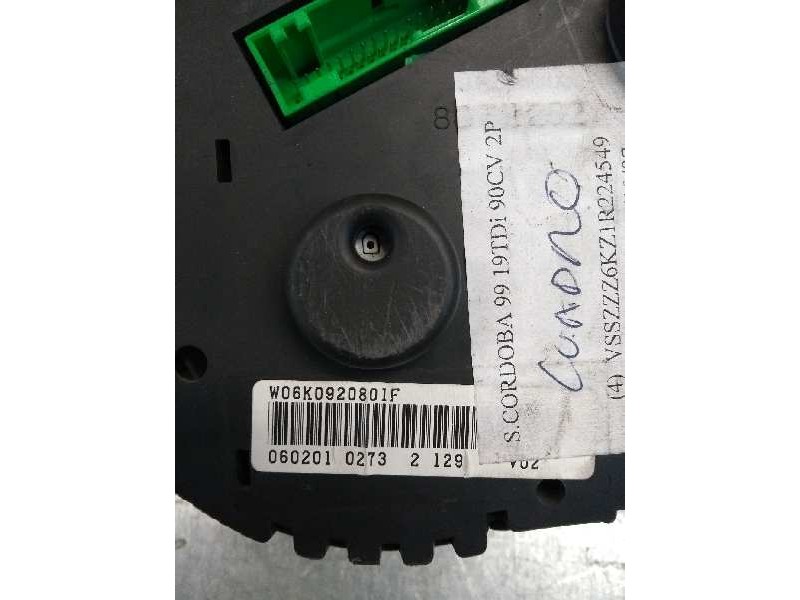 S.CORDOBA 99 19TDi 90CV 2P
CUADRO
(4) VSSZZZ6KZ1R224549
W06K0920801F
060201 0273 2 129
V02